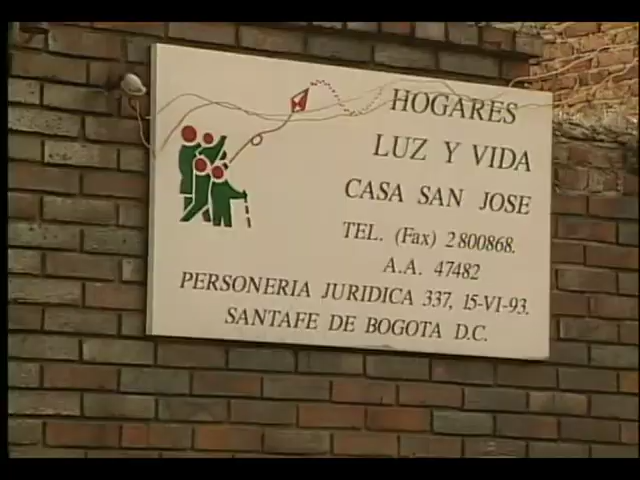 HOGARES
LUZ Y VIDA
CASA SAN JOSE
TEL. (Fax) 2800868.
A.A. 47482
PERSONERIA JURIDICA 337, 15-VI-93.
SANTAFE DE BOGOTA D.C.